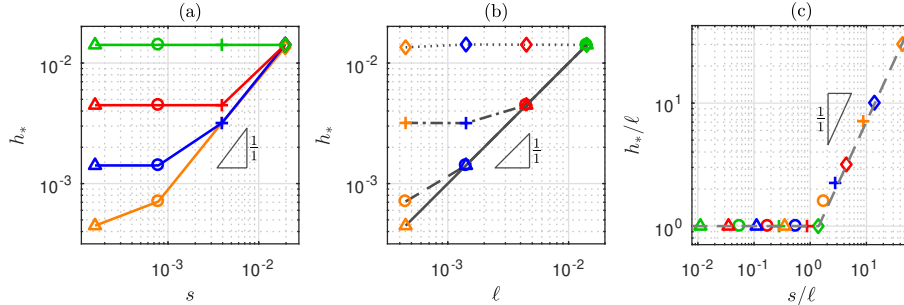 (a)
(b)
(c)
h_*
10^{-2}
10^{-3}
1/1
10^{-3}
10^{-2}
s
h_*
10^{-2}
10^{-3}
1/1
10^{-3}
10^{-2}
ℓ
h_*/ℓ
10^1
10^0
1/1
10^{-2}
10^{-1}
10^0
10^1
s/ℓ